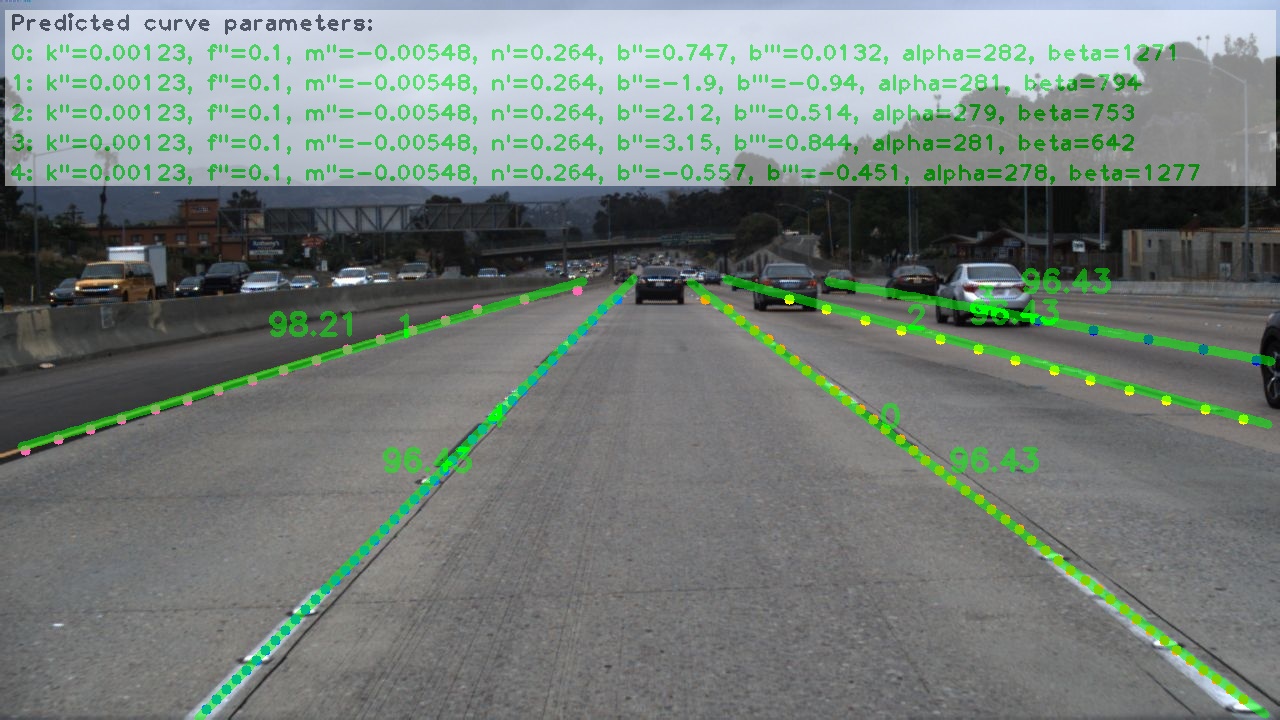 Predicted curve parameters:
0: k''=0.00123, f''=0.1, m''=-0.00548, n'=0.264, b''=0.747, b'''=0.0132, alpha=282, beta=1271
1: k''=0.00123, f''=0.1, m''=-0.00548, n'=0.264, b''=-1.9, b'''=-0.94, alpha=281, beta=794
2: k''=0.00123, f''=0.1, m''=-0.00548, n'=0.264, b''=2.12, b'''=0.514, alpha=279, beta=753
3: k''=0.00123, f''=0.1, m''=-0.00548, n'=0.264, b''=3.15, b'''=0.844, alpha=281, beta=642
4: k''=0.00123, f''=0.1, m''=-0.00548, n'=0.264, b''=-0.557, b'''=-0.451, alpha=278, beta=1277
96.43
98.21 1 2 96.43
0
96.43 96.43